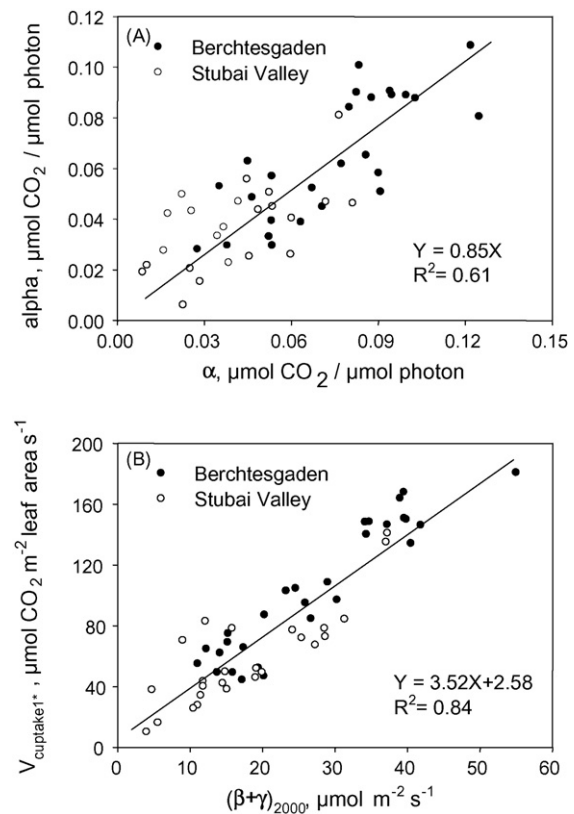 (A)
● Berchtesgaden
○ Stubai Valley
alpha, µmol CO2 / µmol photon
0.12
0.10
0.08
0.06
0.04
0.02
0.00
Y = 0.85X
R²= 0.61
0.00 0.03 0.06 0.09 0.12 0.15
α, µmol CO2 / µmol photon
(B)
● Berchtesgaden
○ Stubai Valley
Vcuptake1* , µmol CO2 m-2 leaf area s-1
200
160
120
80
40
0
Y = 3.52X+2.58
R²= 0.84
0 10 20 30 40 50 60
(β+γ)2000, µmol m-2 s-1